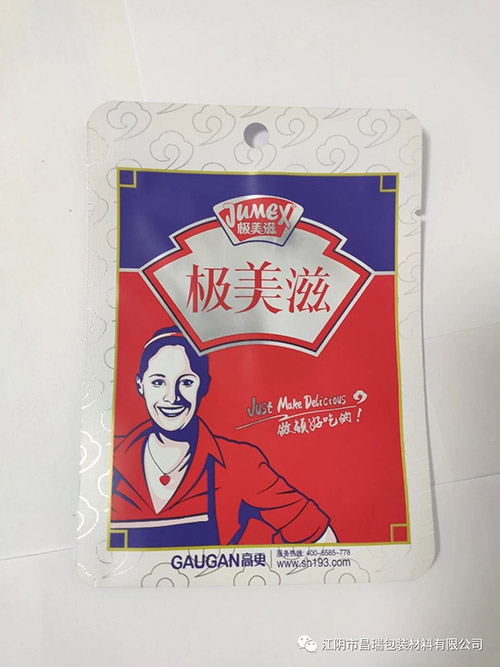 JUMEX
极美滋
极美滋
Just Make Delicious
做顿好吃的!
GAUGAN高更
服务热线: 400-6585-778
www.sh193.com
江阴市昌瑞包装材料有限公司